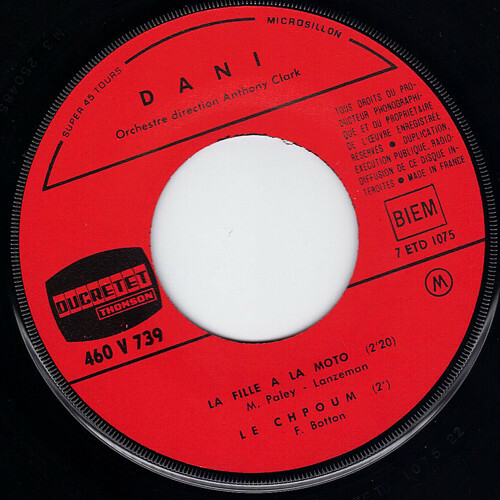 SUPER 45 TOURS
MICROSILLON
DANI
Orchestre direction Anthony Clark
TOUS DROITS DU PRO-
DUCTEUR PHONOGRAPHI-
QUE ET DU PROPRIÉTAIRE
DE L'ŒUVRE ENREGISTRÉE
RÉSERVÉS ● DUPLICATION,
EXÉCUTION PUBLIQUE, RADIO-
DIFFUSION DE CE DISQUE IN-
TERDITES ● MADE IN FRANCE
BIEM
7 ETD 1075
M
DUCRETET
THOMSON
460 V 739
LA FILLE A LA MOTO (2'20)
M. Paley - Lanzeman
LE CHPOUM (2')
F. Botton